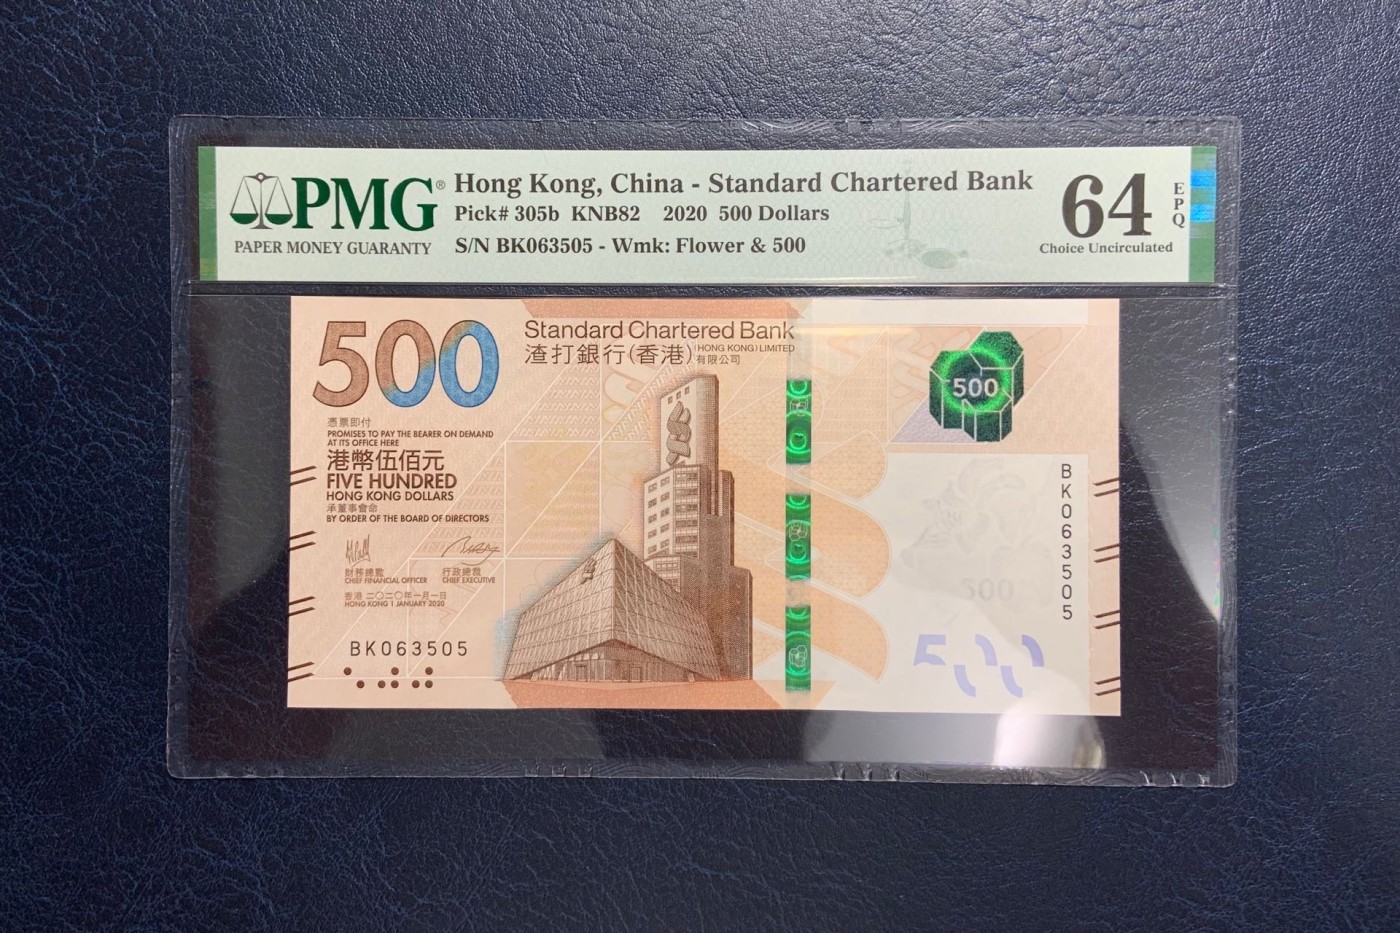 PMG®
PAPER MONEY GUARANTY
Hong Kong, China - Standard Chartered Bank
Pick# 305b KNB82 2020 500 Dollars
S/N BK063505 - Wmk: Flower & 500
64
Choice Uncirculated
EPQ
500
Standard Chartered Bank
(HONG KONG) LIMITED
渣打銀行(香港)有限公司
憑票即付
PROMISES TO PAY THE BEARER ON DEMAND
AT ITS OFFICE HERE
港幣伍佰元
FIVE HUNDRED
HONG KONG DOLLARS
承董事會命
BY ORDER OF THE BOARD OF DIRECTORS
財務總監
CHIEF FINANCIAL OFFICER
行政總裁
CHIEF EXECUTIVE
香港 二〇二〇年一月一日
HONG KONG 1 JANUARY 2020
BK063505
500
BK063505
500
500